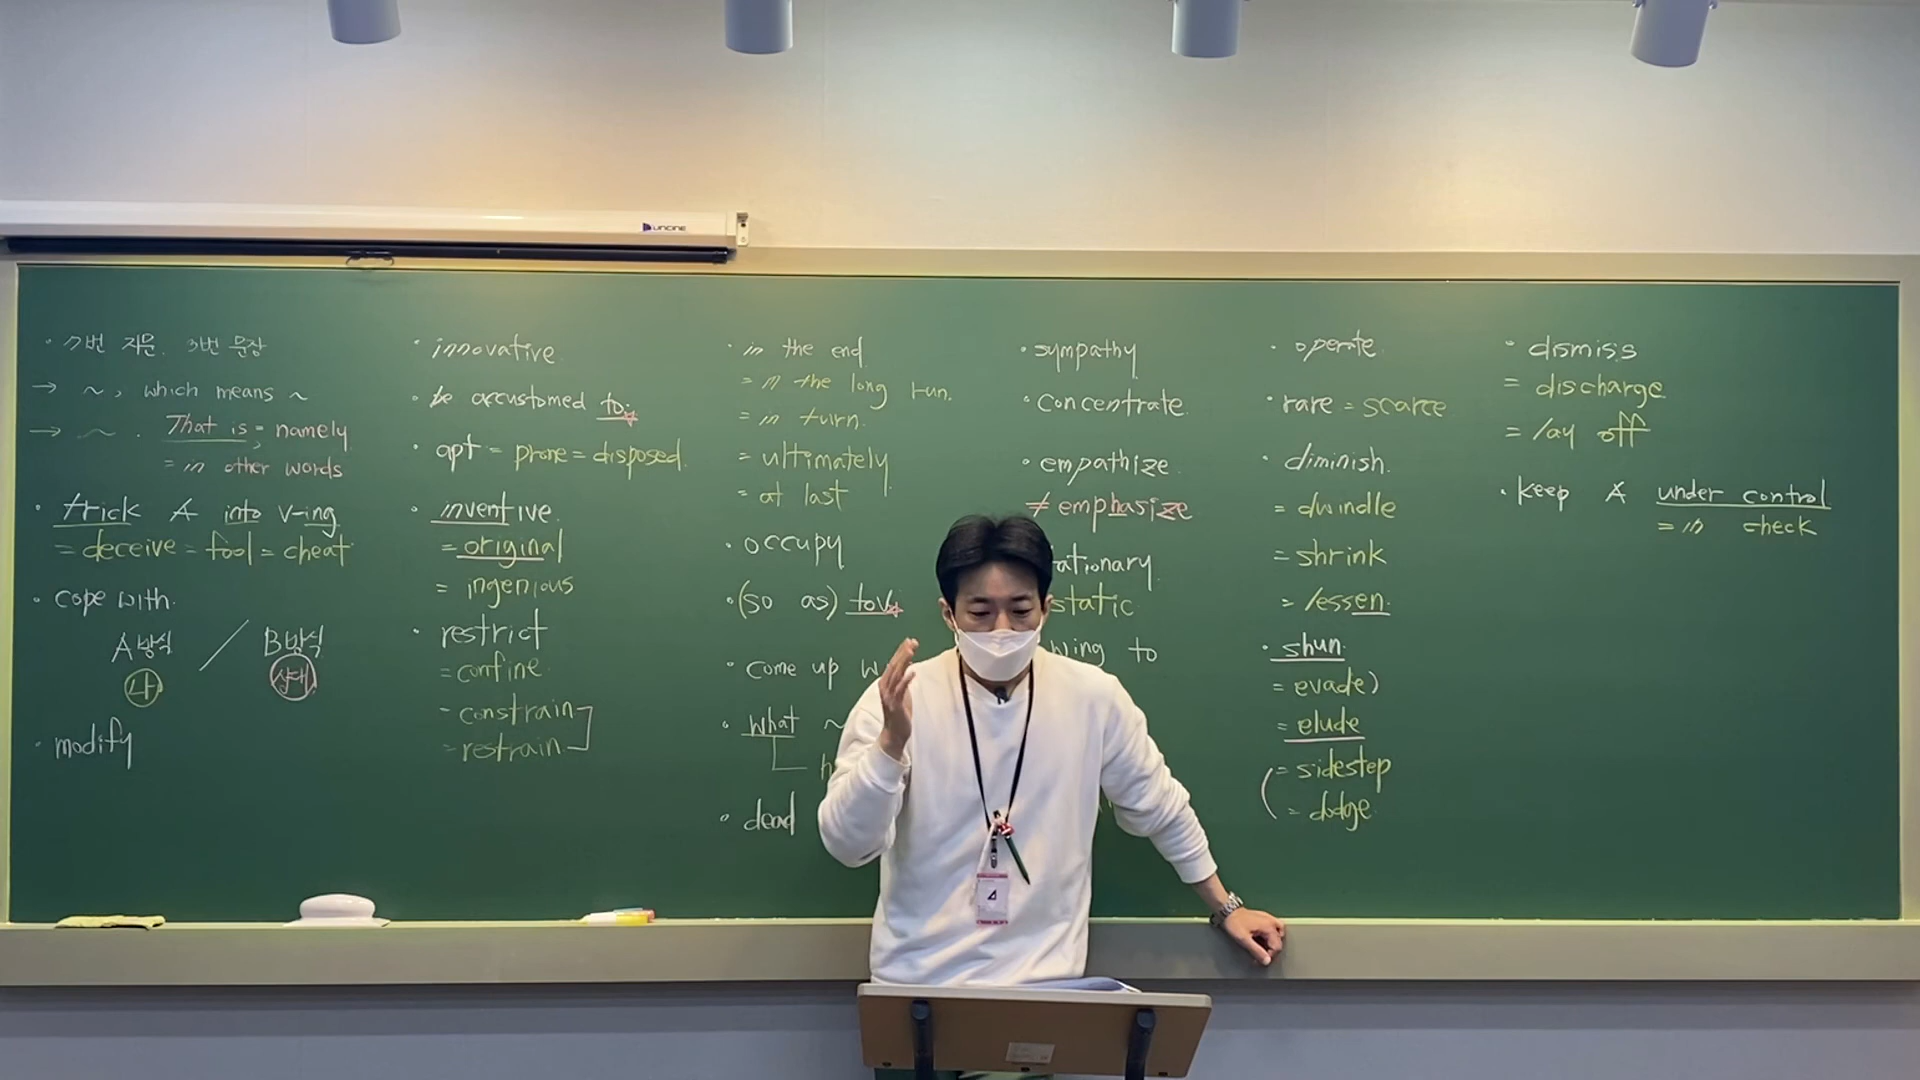 UNCINE
· 7번 지문. 3번 문장
→ ~, which means ~
→ ~. That is, = namely
= in other words
· trick A into v-ing
= deceive = fool = cheat
· cope with.
A방식 / B방식
나 상대
· modify
· innovative.
· be accustomed to
· apt = prone = disposed.
· inventive.
= original
= ingenious
· restrict
= confine.
= constrain
= restrain.
· in the end
= in the long run.
= in turn.
= ultimately
= at last
· occupy
· (so as) to v
· come up
· what ~
· dead
· sympathy
· concentrate.
· empathize.
≠ emphasize
static.
to
· operate.
· rare = scarce
· diminish.
= dwindle
= shrink
= lessen.
· shun.
= evade)
= elude
(= sidestep
= dodge.
· dismiss
= discharge
= lay off
· keep A under control
= in check